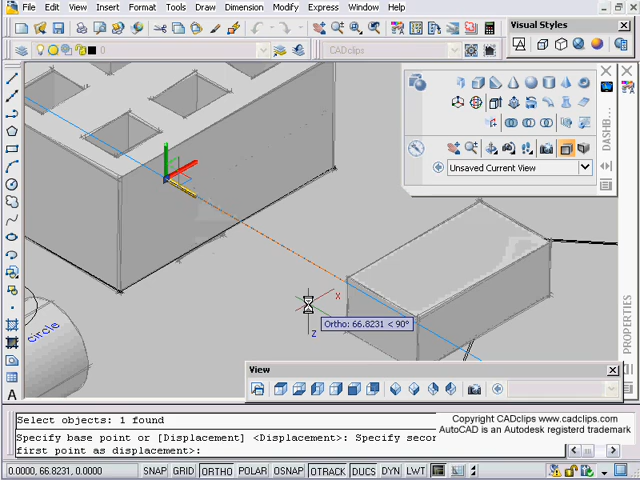 File Edit View Insert Format Tools Draw Dimension Modify Express Window Help
Visual Styles
0
CADclips
DASHB
Unsaved Current View
X
Z
Ortho: 66.8231 < 90°
circle
PROPERTIES
View
A
Select objects: 1 found
Specify base point or [Displacement] <Displacement>: Specify secor
first point as displacement>:
Copyright CADclips www.cadclips.com
AutoCAD is an Autodesk registerd trademark
0.0000, 66.8231, 0.0000 SNAP GRID ORTHO POLAR OSNAP OTRACK DUCS DYN LWT